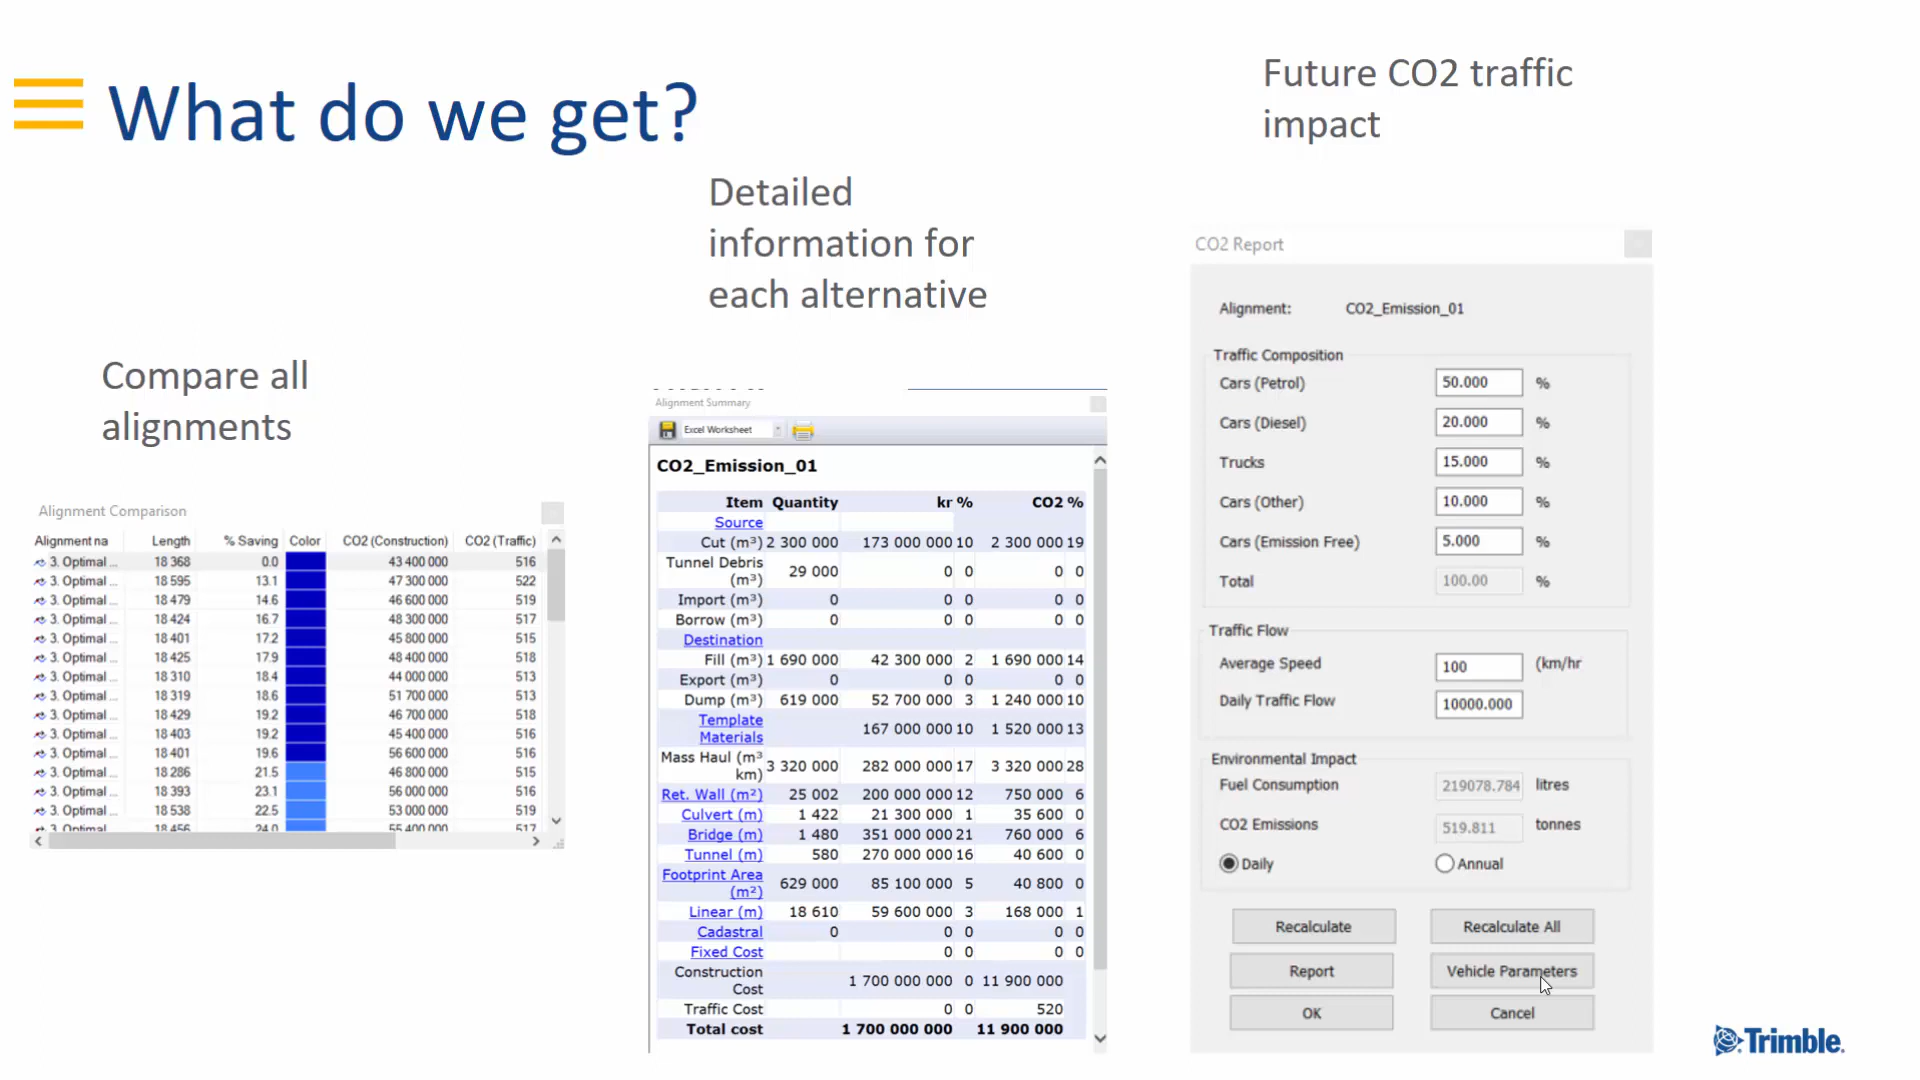 What do we get?
Future CO2 traffic
impact
Detailed
information for
each alternative
Compare all
alignments
Alignment Comparison
Alignment na Length % Saving Color CO2 (Construction) CO2 (Traffic)
3. Optimal ... 18 368 0.0 43 400 000 516
3. Optimal ... 18 595 13.1 47 300 000 522
3. Optimal ... 18 479 14.6 46 600 000 519
3. Optimal ... 18 424 16.7 48 300 000 517
3. Optimal ... 18 401 17.2 45 800 000 515
3. Optimal ... 18 425 17.9 48 400 000 518
3. Optimal ... 18 310 18.4 44 000 000 513
3. Optimal ... 18 319 18.6 51 700 000 513
3. Optimal ... 18 429 19.2 46 700 000 518
3. Optimal ... 18 403 19.2 45 400 000 516
3. Optimal ... 18 401 19.6 56 600 000 516
3. Optimal ... 18 286 21.5 46 800 000 515
3. Optimal ... 18 393 23.1 56 000 000 516
3. Optimal ... 18 538 22.5 53 000 000 519
3. Optimal ... 18 456 24.0 55 400 000 517
Alignment Summary
Excel Worksheet
CO2_Emission_01
Item Quantity kr % CO2 %
Source
Cut (m³) 2 300 000 173 000 000 10 2 300 000 19
Tunnel Debris
(m³) 29 000 0 0 0 0
Import (m³) 0 0 0 0 0
Borrow (m³) 0 0 0 0 0
Destination
Fill (m³) 1 690 000 42 300 000 2 1 690 000 14
Export (m³) 0 0 0 0 0
Dump (m³) 619 000 52 700 000 3 1 240 000 10
Template
Materials 167 000 000 10 1 520 000 13
Mass Haul (m³
km) 3 320 000 282 000 000 17 3 320 000 28
Ret. Wall (m²) 25 002 200 000 000 12 750 000 6
Culvert (m) 1 422 21 300 000 1 35 600 0
Bridge (m) 1 480 351 000 000 21 760 000 6
Tunnel (m) 580 270 000 000 16 40 600 0
Footprint Area
(m²) 629 000 85 100 000 5 40 800 0
Linear (m) 18 610 59 600 000 3 168 000 1
Cadastral 0 0 0 0 0
Fixed Cost 0 0 0 0
Construction
Cost 1 700 000 000 0 11 900 000
Traffic Cost 0 0 520
Total cost 1 700 000 000 11 900 000
CO2 Report
Alignment: CO2_Emission_01
Traffic Composition
Cars (Petrol) 50.000 %
Cars (Diesel) 20.000 %
Trucks 15.000 %
Cars (Other) 10.000 %
Cars (Emission Free) 5.000 %
Total 100.00 %
Traffic Flow
Average Speed 100 (km/hr
Daily Traffic Flow 10000.000
Environmental Impact
Fuel Consumption 219078.784 litres
CO2 Emissions 519.811 tonnes
Daily Annual
Recalculate Recalculate All
Report Vehicle Parameters
OK Cancel
Trimble.